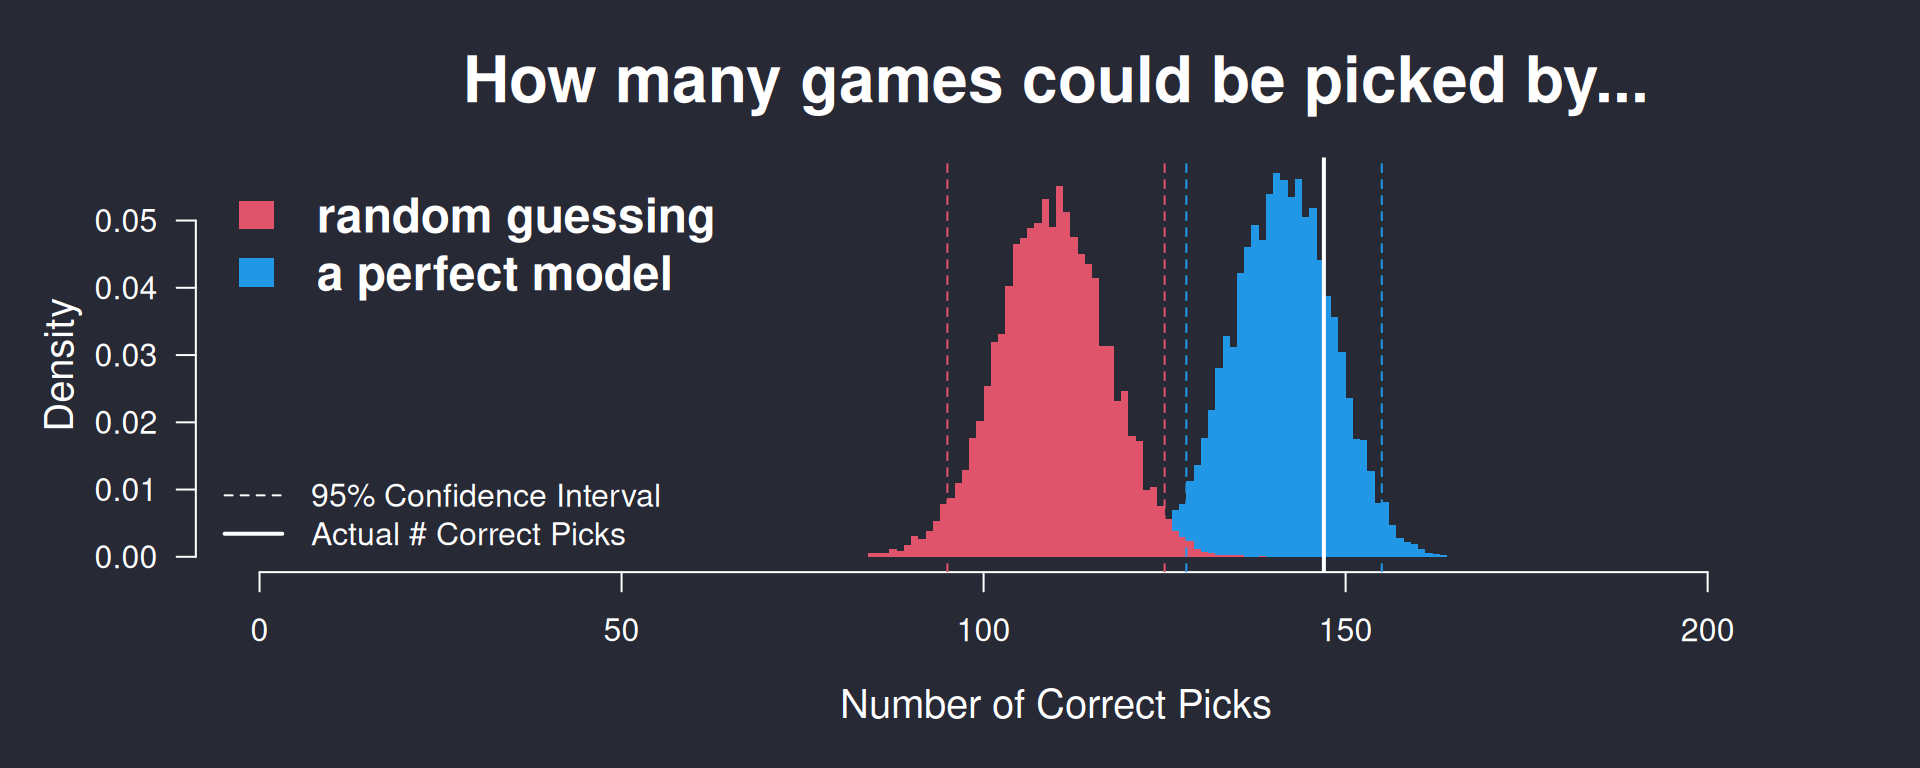 How many games could be picked by...
random guessing
a perfect model
Density
0.05
0.04
0.03
0.02
0.01
0.00
95% Confidence Interval
Actual # Correct Picks
0 50 100 150 200
Number of Correct Picks